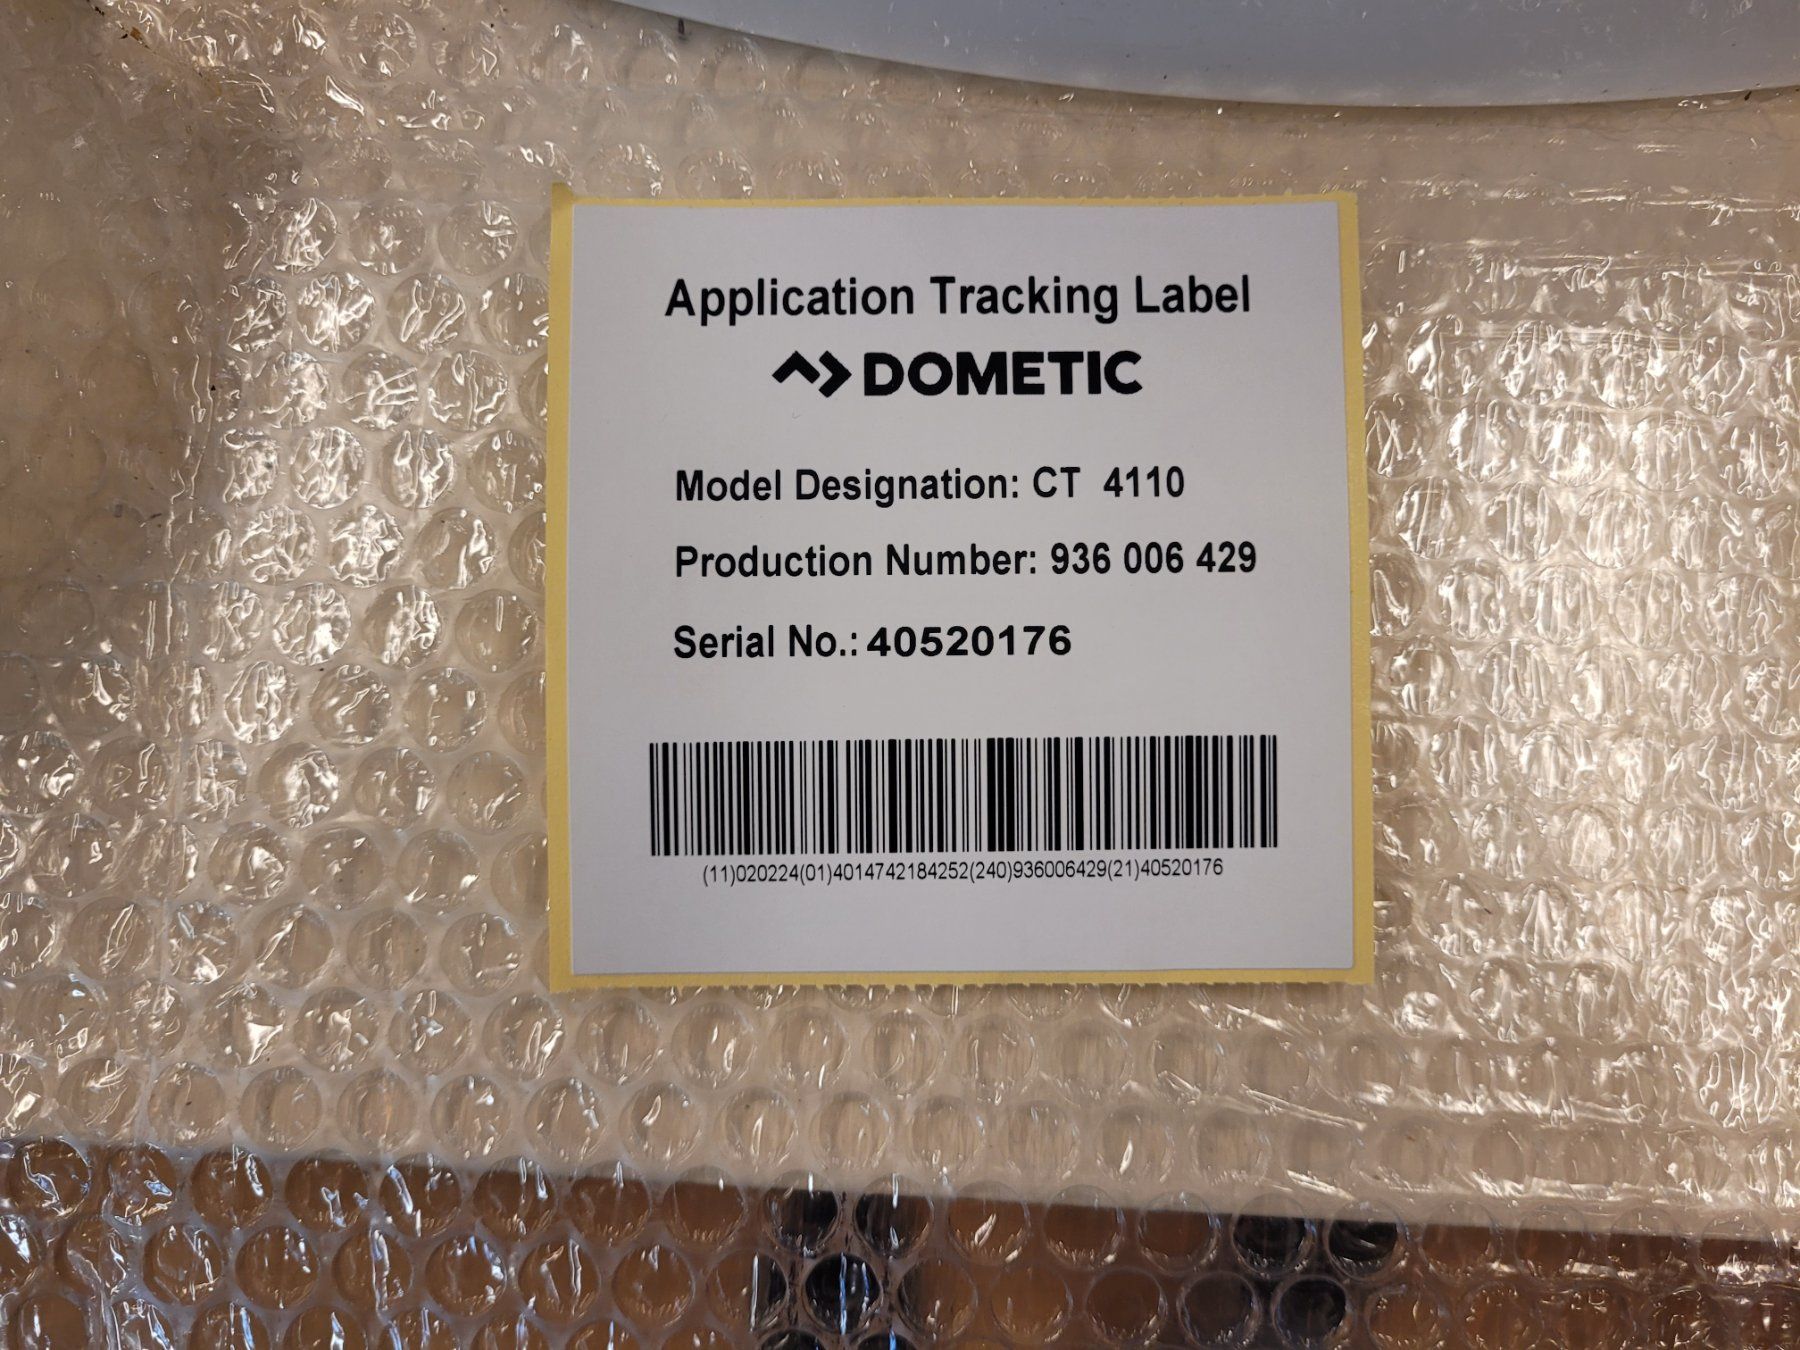 Application Tracking Label
DOMETIC
Model Designation: CT 4110
Production Number: 936 006 429
Serial No.: 40520176
(11)020224(01)4014742184252(240)936006429(21)40520176